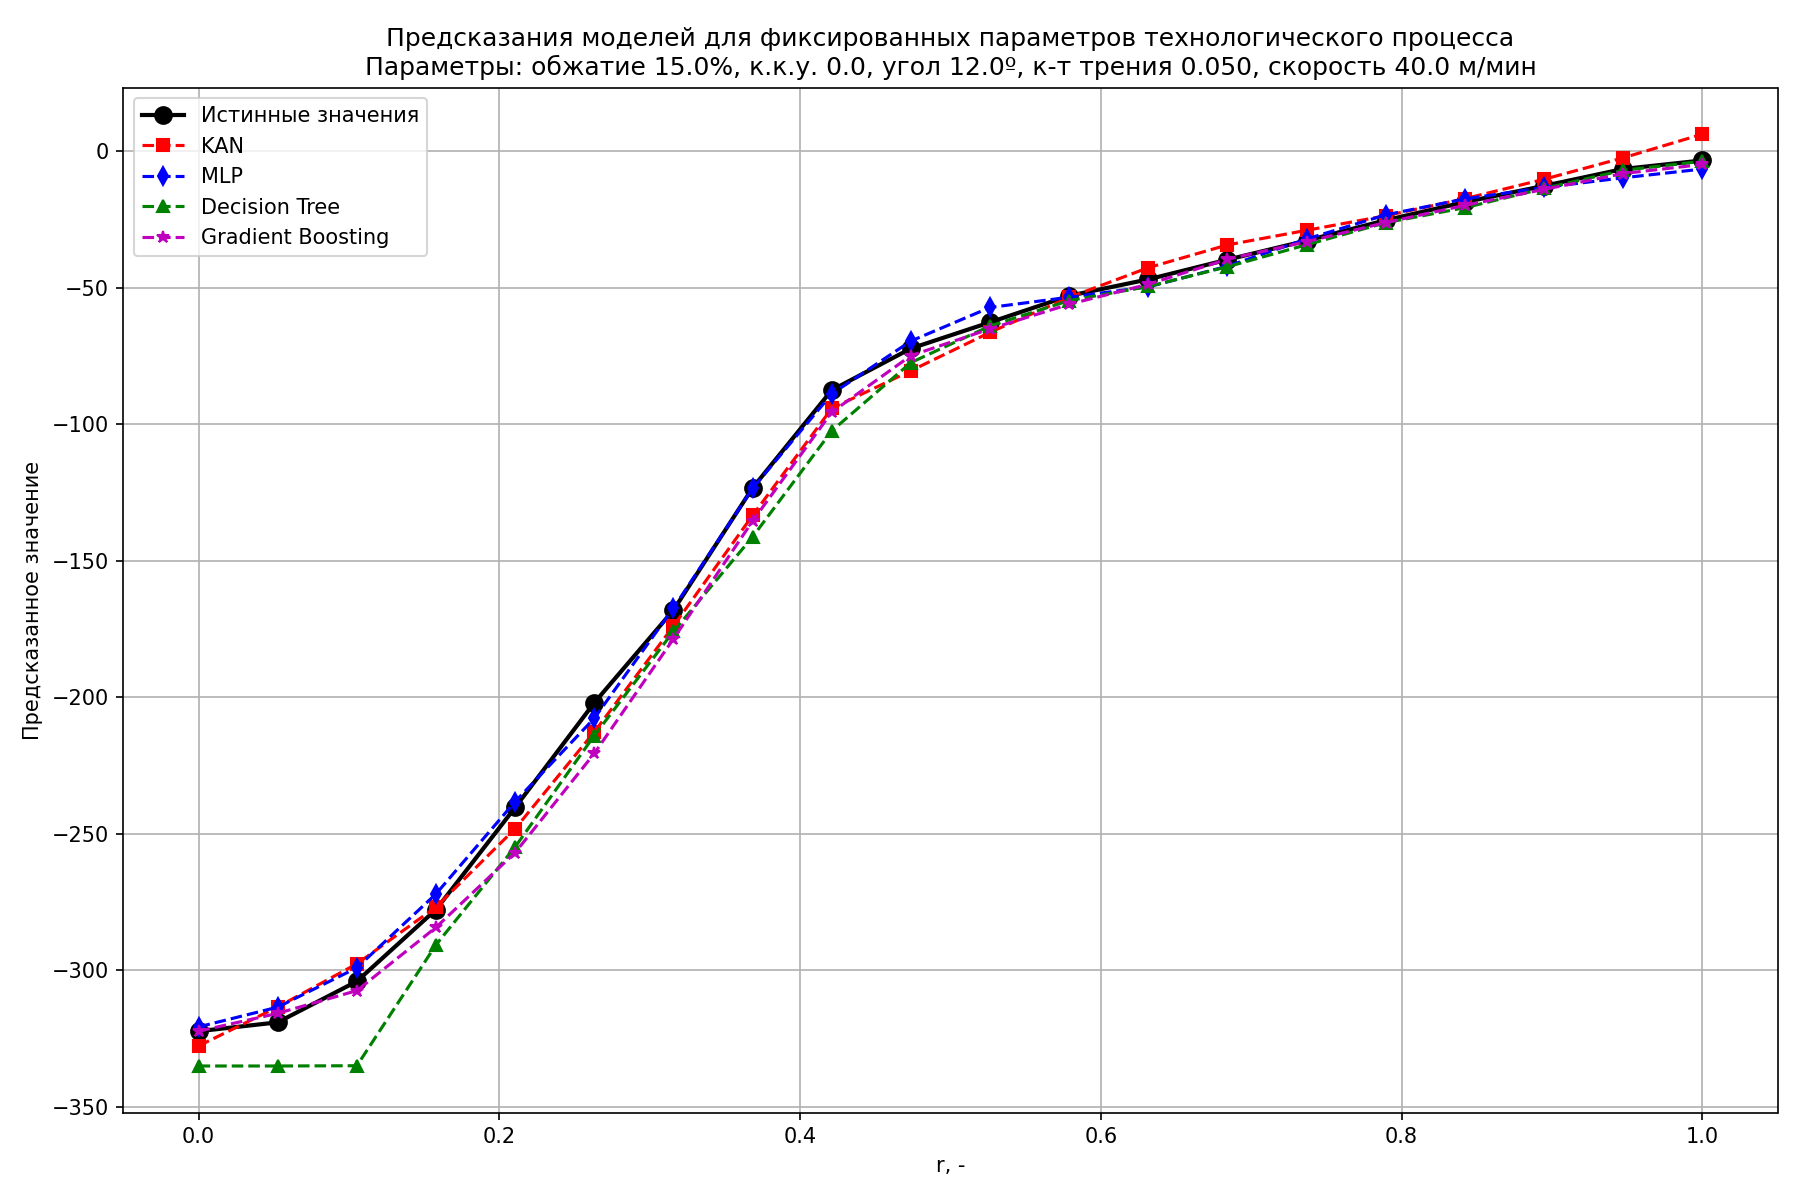 Предсказания моделей для фиксированных параметров технологического процесса
Параметры: обжатие 15.0%, к.к.у. 0.0, угол 12.0º, к-т трения 0.050, скорость 40.0 м/мин
Истинные значения
KAN
MLP
Decision Tree
Gradient Boosting
Предсказанное значение
0
−50
−100
−150
−200
−250
−300
−350
0.0 0.2 0.4 0.6 0.8 1.0
r, -